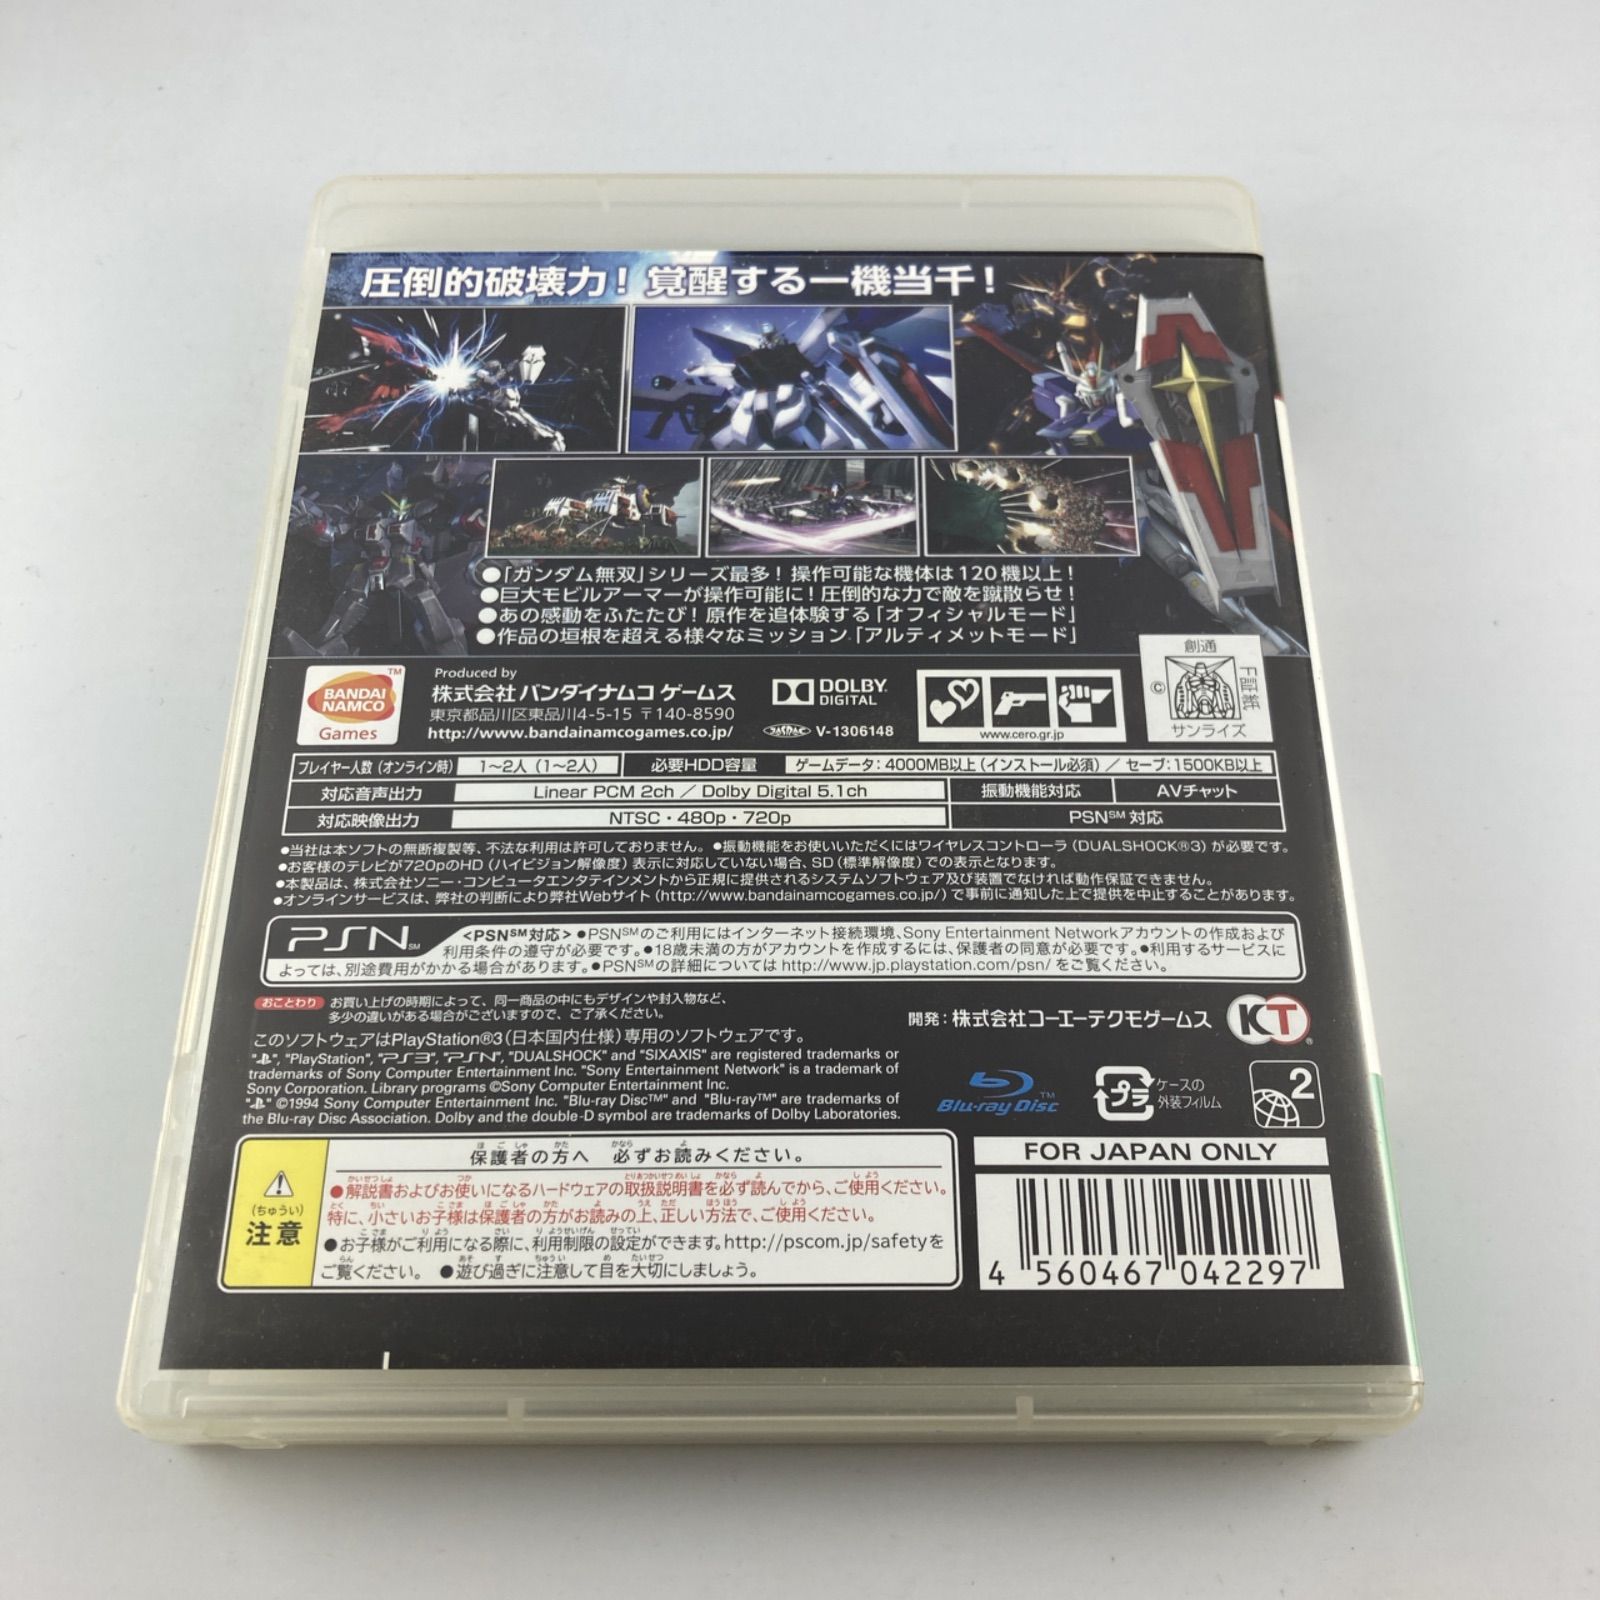 圧倒的破壊力！覚醒する一機当千！
●「ガンダム無双」シリーズ最多！操作可能な機体は120機以上！
●巨大モビルアーマーが操作可能に！圧倒的な力で敵を蹴散らせ！
●あの感動をふたたび！原作を追体験する「オフィシャルモード」
●作品の垣根を超える様々なミッション「アルティメットモード」
BANDAI NAMCO Games TM
Produced by
株式会社 バンダイナムコ ゲームス
東京都品川区東品川4-5-15 〒140-8590
http://www.bandainamcogames.co.jp/
DOLBY DIGITAL
JASRAC V-1306148
www.cero.gr.jp
創通
©
サンライズ
プレイヤー人数（オンライン時） 1〜2人（1〜2人） 必要HDD容量 ゲームデータ：4000MB以上（インストール必須）／ セーブ：1500KB以上
対応音声出力 Linear PCM 2ch ／ Dolby Digital 5.1ch 振動機能対応 AVチャット
対応映像出力 NTSC・480p・720p PSN℠ 対応
●当社は本ソフトの無断複製等、不法な利用は許可しておりません。●振動機能をお使いいただくにはワイヤレスコントローラ（DUALSHOCK®3）が必要です。
●お客様のテレビが720pのHD（ハイビジョン解像度）表示に対応していない場合、SD（標準解像度）での表示となります。
●本製品は、株式会社ソニー・コンピュータエンタテインメントから正規に提供されるシステムソフトウェア及び装置でなければ動作保証できません。
●オンラインサービスは、弊社の判断により弊社Webサイト（http://www.bandainamcogames.co.jp/）で事前に通知した上で提供を中止することがあります。
PSN℠ <PSN℠対応> ●PSN℠のご利用にはインターネット接続環境、Sony Entertainment Networkアカウントの作成および
利用条件の遵守が必要です。●18歳未満の方がアカウントを作成するには、保護者の同意が必要です。●利用するサービスに
よっては、別途費用がかかる場合があります。●PSN℠の詳細については http://www.jp.playstation.com/psn/ をご覧ください。
おことわり お買い上げの時期によって、同一商品の中にもデザインや封入物など、
多少の違いがある場合がございますので、ご了承ください。
開発：株式会社コーエーテクモゲームス KT®
このソフトウェアはPlayStation®3（日本国内仕様）専用のソフトウェアです。
"", "PlayStation", "PS3", "PSN", "DUALSHOCK" and "SIXAXIS" are registered trademarks or
trademarks of Sony Computer Entertainment Inc. "Sony Entertainment Network" is a trademark of
Sony Corporation. Library programs ©Sony Computer Entertainment Inc.
"" ©1994 Sony Computer Entertainment Inc. "Blu-ray Disc™" and "Blu-ray™" are trademarks of
the Blu-ray Disc Association. Dolby and the double-D symbol are trademarks of Dolby Laboratories.
Blu-ray Disc™
プラ ケースの
外装フィルム
2
（ちゅうい）
注意
保護者の方へ 必ずお読みください。
●解説書およびお使いになるハードウェアの取扱説明書を必ず読んでから、ご使用ください。
特に、小さいお子様は保護者の方がお読みの上、正しい方法で、ご使用ください。
●お子様がご利用になる際に、利用制限の設定ができます。http://pscom.jp/safetyを
ご覧ください。 ●遊び過ぎに注意して目を大切にしましょう。
FOR JAPAN ONLY
4 560467 042297